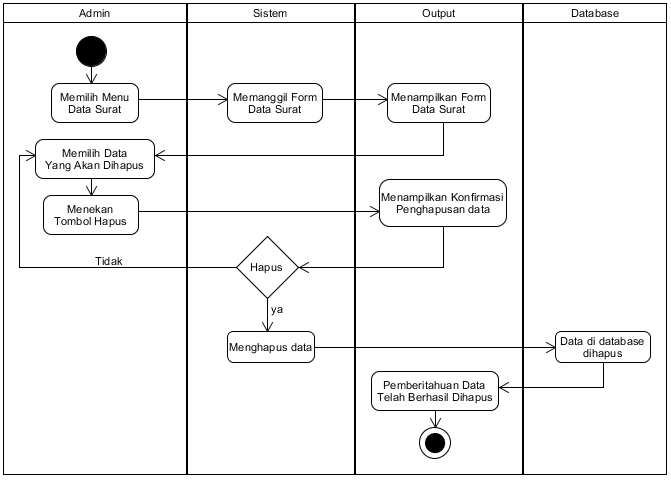 Admin
Sistem
Output
Database
Memilih Menu
Data Surat
Memanggil Form
Data Surat
Menampilkan Form
Data Surat
Memilih Data
Yang Akan Dihapus
Menekan
Tombol Hapus
Menampilkan Konfirmasi
Penghapusan data
Hapus
Tidak
ya
Menghapus data
Data di database
dihapus
Pemberitahuan Data
Telah Berhasil Dihapus